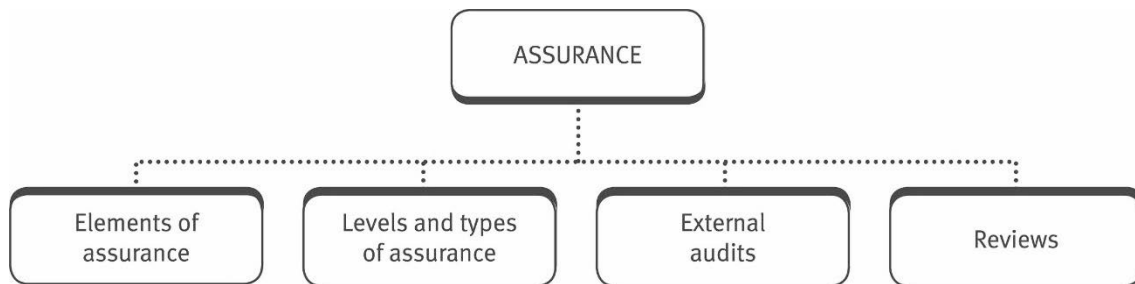 ASSURANCE
Elements of
assurance
Levels and types
of assurance
External
audits
Reviews